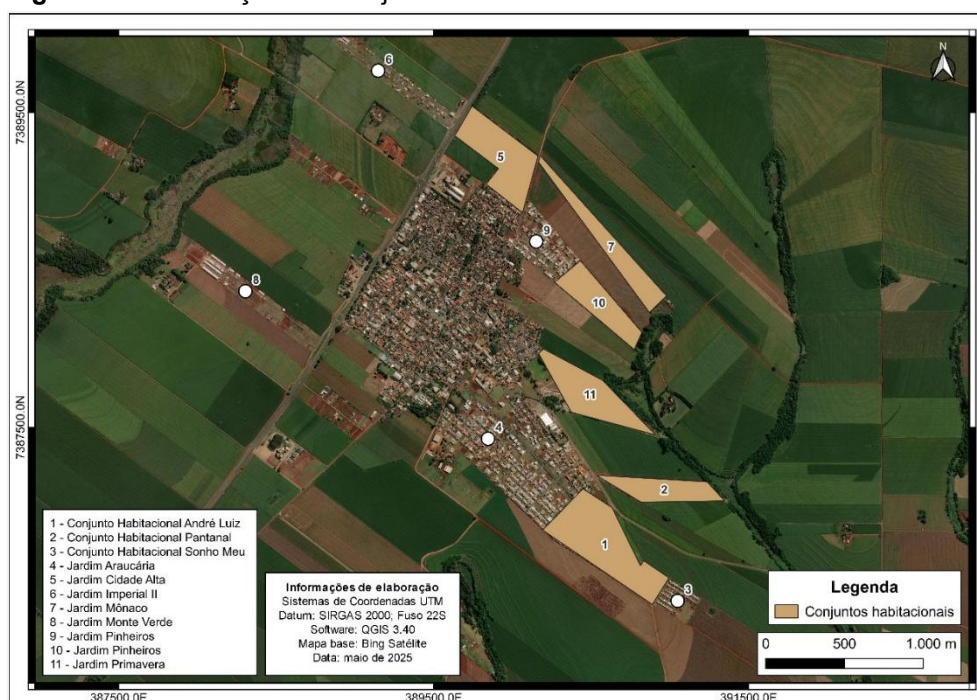 N
6
5
9
7
8
10
11
4
2
1
3
7389500.0N
7387500.0N
1 - Conjunto Habitacional André Luiz
2 - Conjunto Habitacional Pantanal
3 - Conjunto Habitacional Sonho Meu
4 - Jardim Araucária
5 - Jardim Cidade Alta
6 - Jardim Imperial II
7 - Jardim Mônaco
8 - Jardim Monte Verde
9 - Jardim Pinheiros
10 - Jardim Pinheiros
11 - Jardim Primavera
Informações de elaboração
Sistemas de Coordenadas UTM
Datum: SIRGAS 2000; Fuso 22S
Software: QGIS 3.40
Mapa base: Bing Satélite
Data: maio de 2025
Legenda
Conjuntos habitacionais
0 500 1.000 m
387500.0E 389500.0E 391500.0E